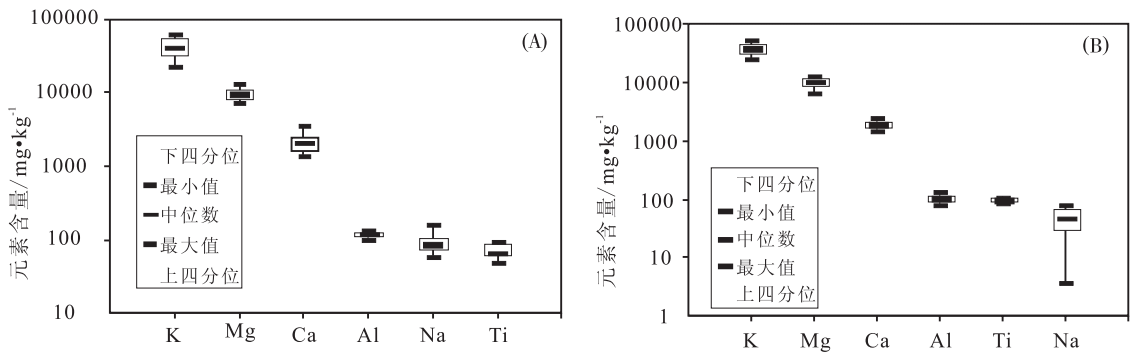 100000
10000
1000
100
10
元素含量/mg•kg-1
(A)
下四分位
最小值
中位数
最大值
上四分位
K Mg Ca Al Na Ti
100000
10000
1000
100
10
1
元素含量/mg•kg-1
(B)
下四分位
最小值
中位数
最大值
上四分位
K Mg Ca Al Ti Na